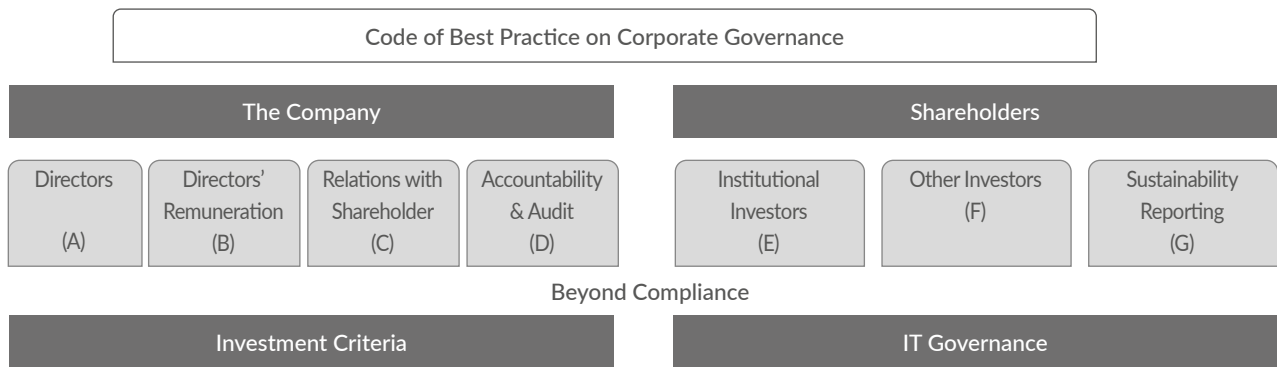 Code of Best Practice on Corporate Governance
The Company
Shareholders
Directors
(A)
Directors’
Remuneration
(B)
Relations with
Shareholder
(C)
Accountability
& Audit
(D)
Institutional
Investors
(E)
Other Investors
(F)
Sustainability
Reporting
(G)
Beyond Compliance
Investment Criteria
IT Governance